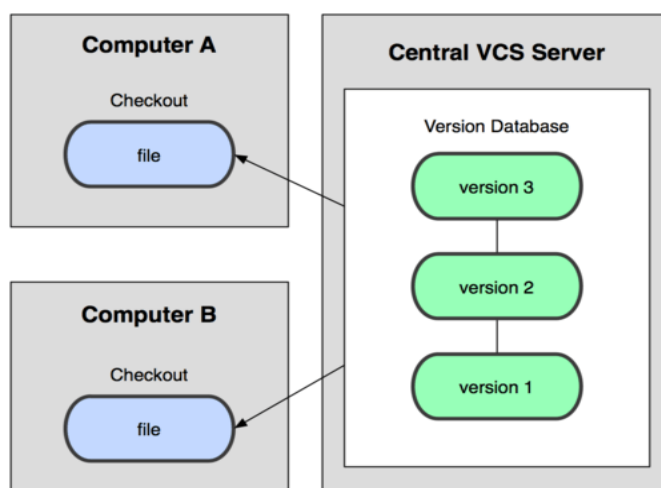 Computer A
Checkout
file
Computer B
Checkout
file
Central VCS Server
Version Database
version 3
version 2
version 1